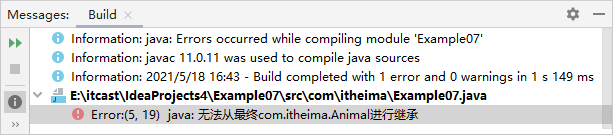 Messages: Build
Information: java: Errors occurred while compiling module 'Example07'
Information: javac 11.0.11 was used to compile java sources
Information: 2021/5/18 16:43 - Build completed with 1 error and 0 warnings in 1 s 149 ms
E:\itcast\IdeaProjects4\Example07\src\com\itheima\Example07.java
Error:(5, 19) java: 无法从最终com.itheima.Animal进行继承